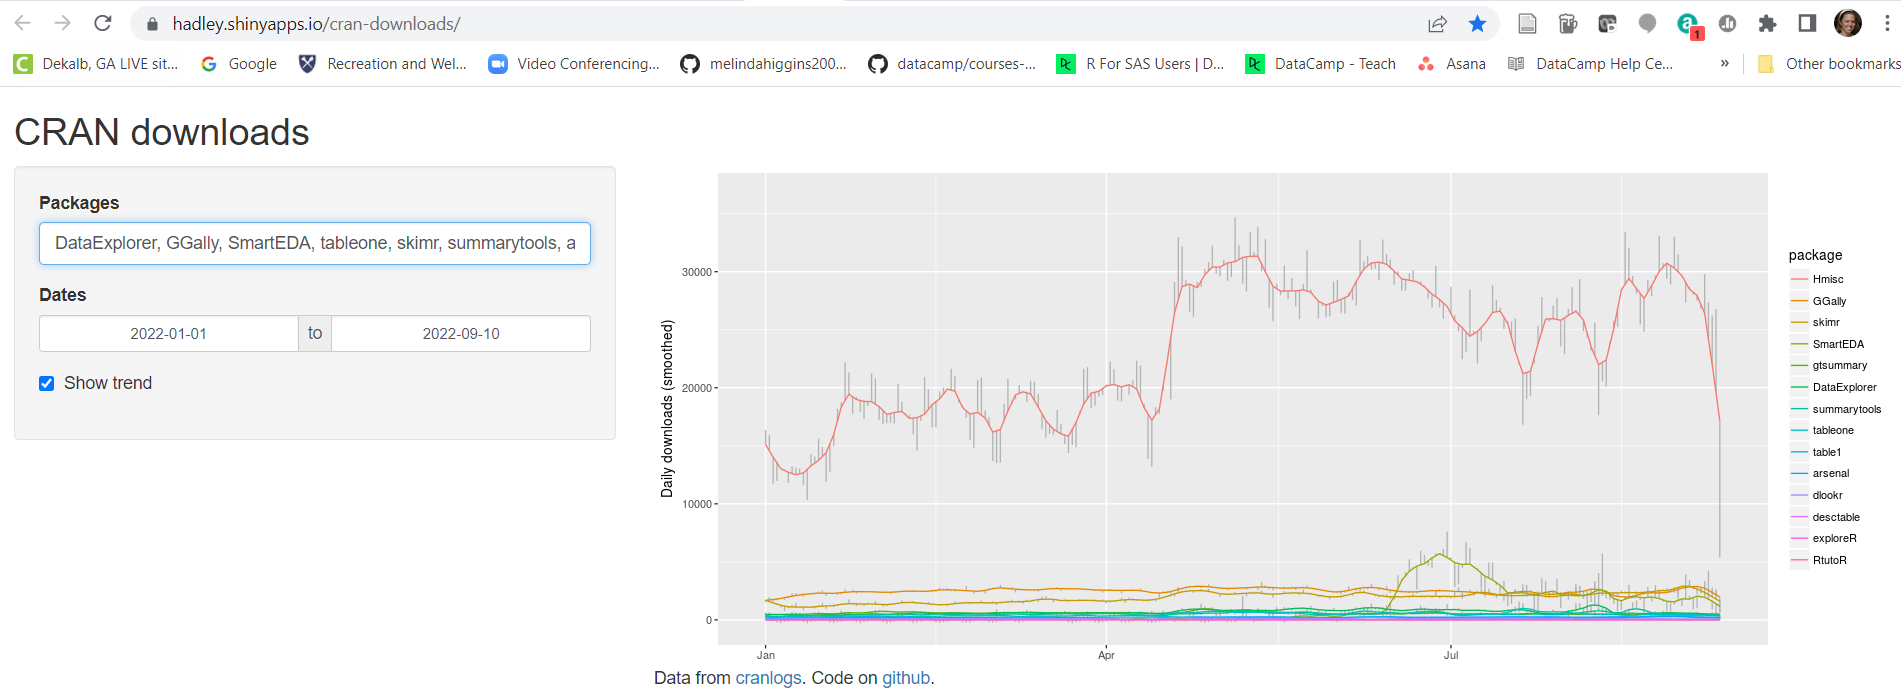 hadley.shinyapps.io/cran-downloads/
1
Dekalb, GA LIVE sit... Google Recreation and Wel... Video Conferencing... melindahiggins200... datacamp/courses-... R For SAS Users | D... DataCamp - Teach Asana DataCamp Help Ce... » Other bookmarks
CRAN downloads
Packages
DataExplorer, GGally, SmartEDA, tableone, skimr, summarytools, a
Dates
2022-01-01 to 2022-09-10
Show trend
Daily downloads (smoothed)
30000
20000
10000
0
Jan Apr Jul
package
Hmisc
GGally
skimr
SmartEDA
gtsummary
DataExplorer
summarytools
tableone
table1
arsenal
dlookr
desctable
exploreR
RtutoR
Data from cranlogs. Code on github.